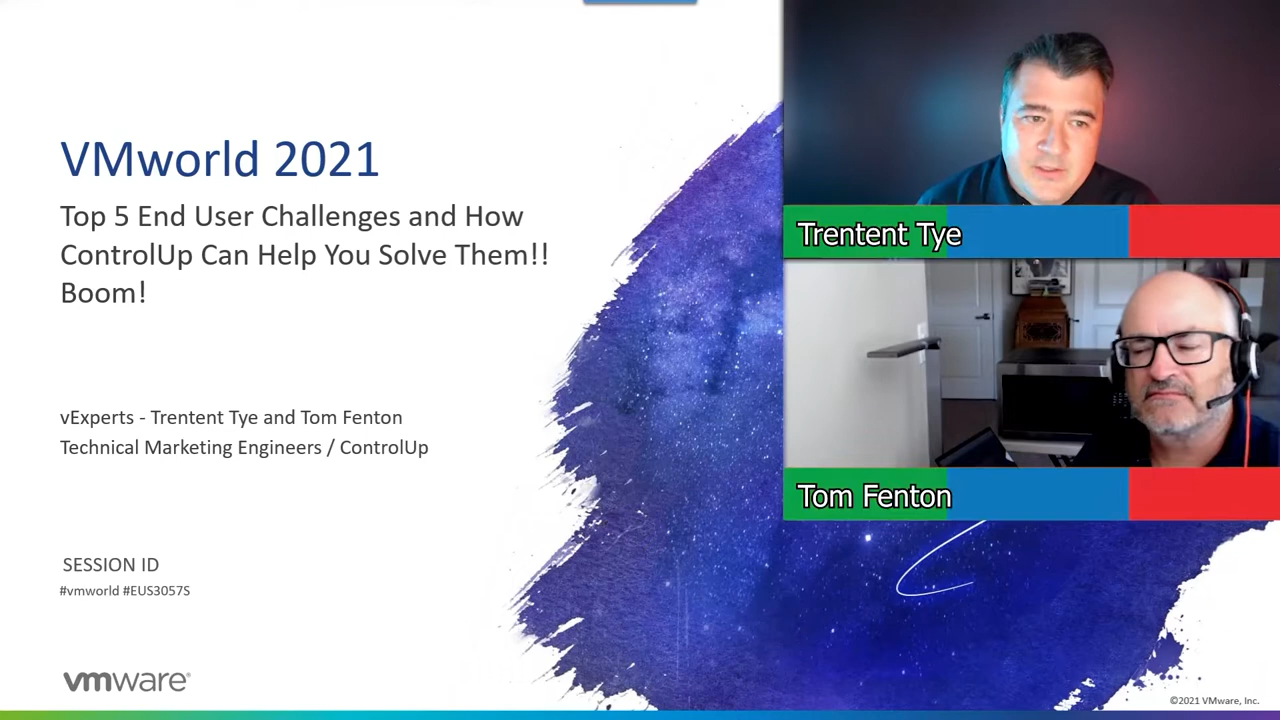 VMworld 2021
Top 5 End User Challenges and How
ControlUp Can Help You Solve Them!!
Boom!
vExperts - Trentent Tye and Tom Fenton
Technical Marketing Engineers / ControlUp
SESSION ID
#vmworld #EUS3057S
vmware®
Trentent Tye
Tom Fenton
©2021 VMware, Inc.